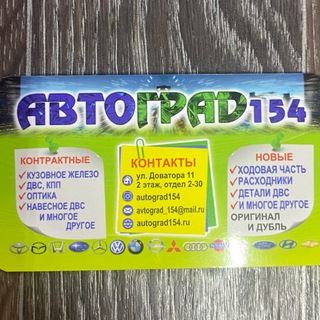 АВТОГРАД154
КОНТРАКТНЫЕ
КУЗОВНОЕ ЖЕЛЕЗО
ДВС, КПП
ОПТИКА
НАВЕСНОЕ ДВС
И МНОГОЕ
ДРУГОЕ
КОНТАКТЫ
ул. Доватора 11
2 этаж, отдел 2-30
autograd154
avtograd_154@mail.ru
autograd154.ru
НОВЫЕ
ХОДОВАЯ ЧАСТЬ
РАСХОДНИКИ
ДЕТАЛИ ДВС
И МНОГОЕ ДРУГОЕ
ОРИГИНАЛ
И ДУБЛЬ